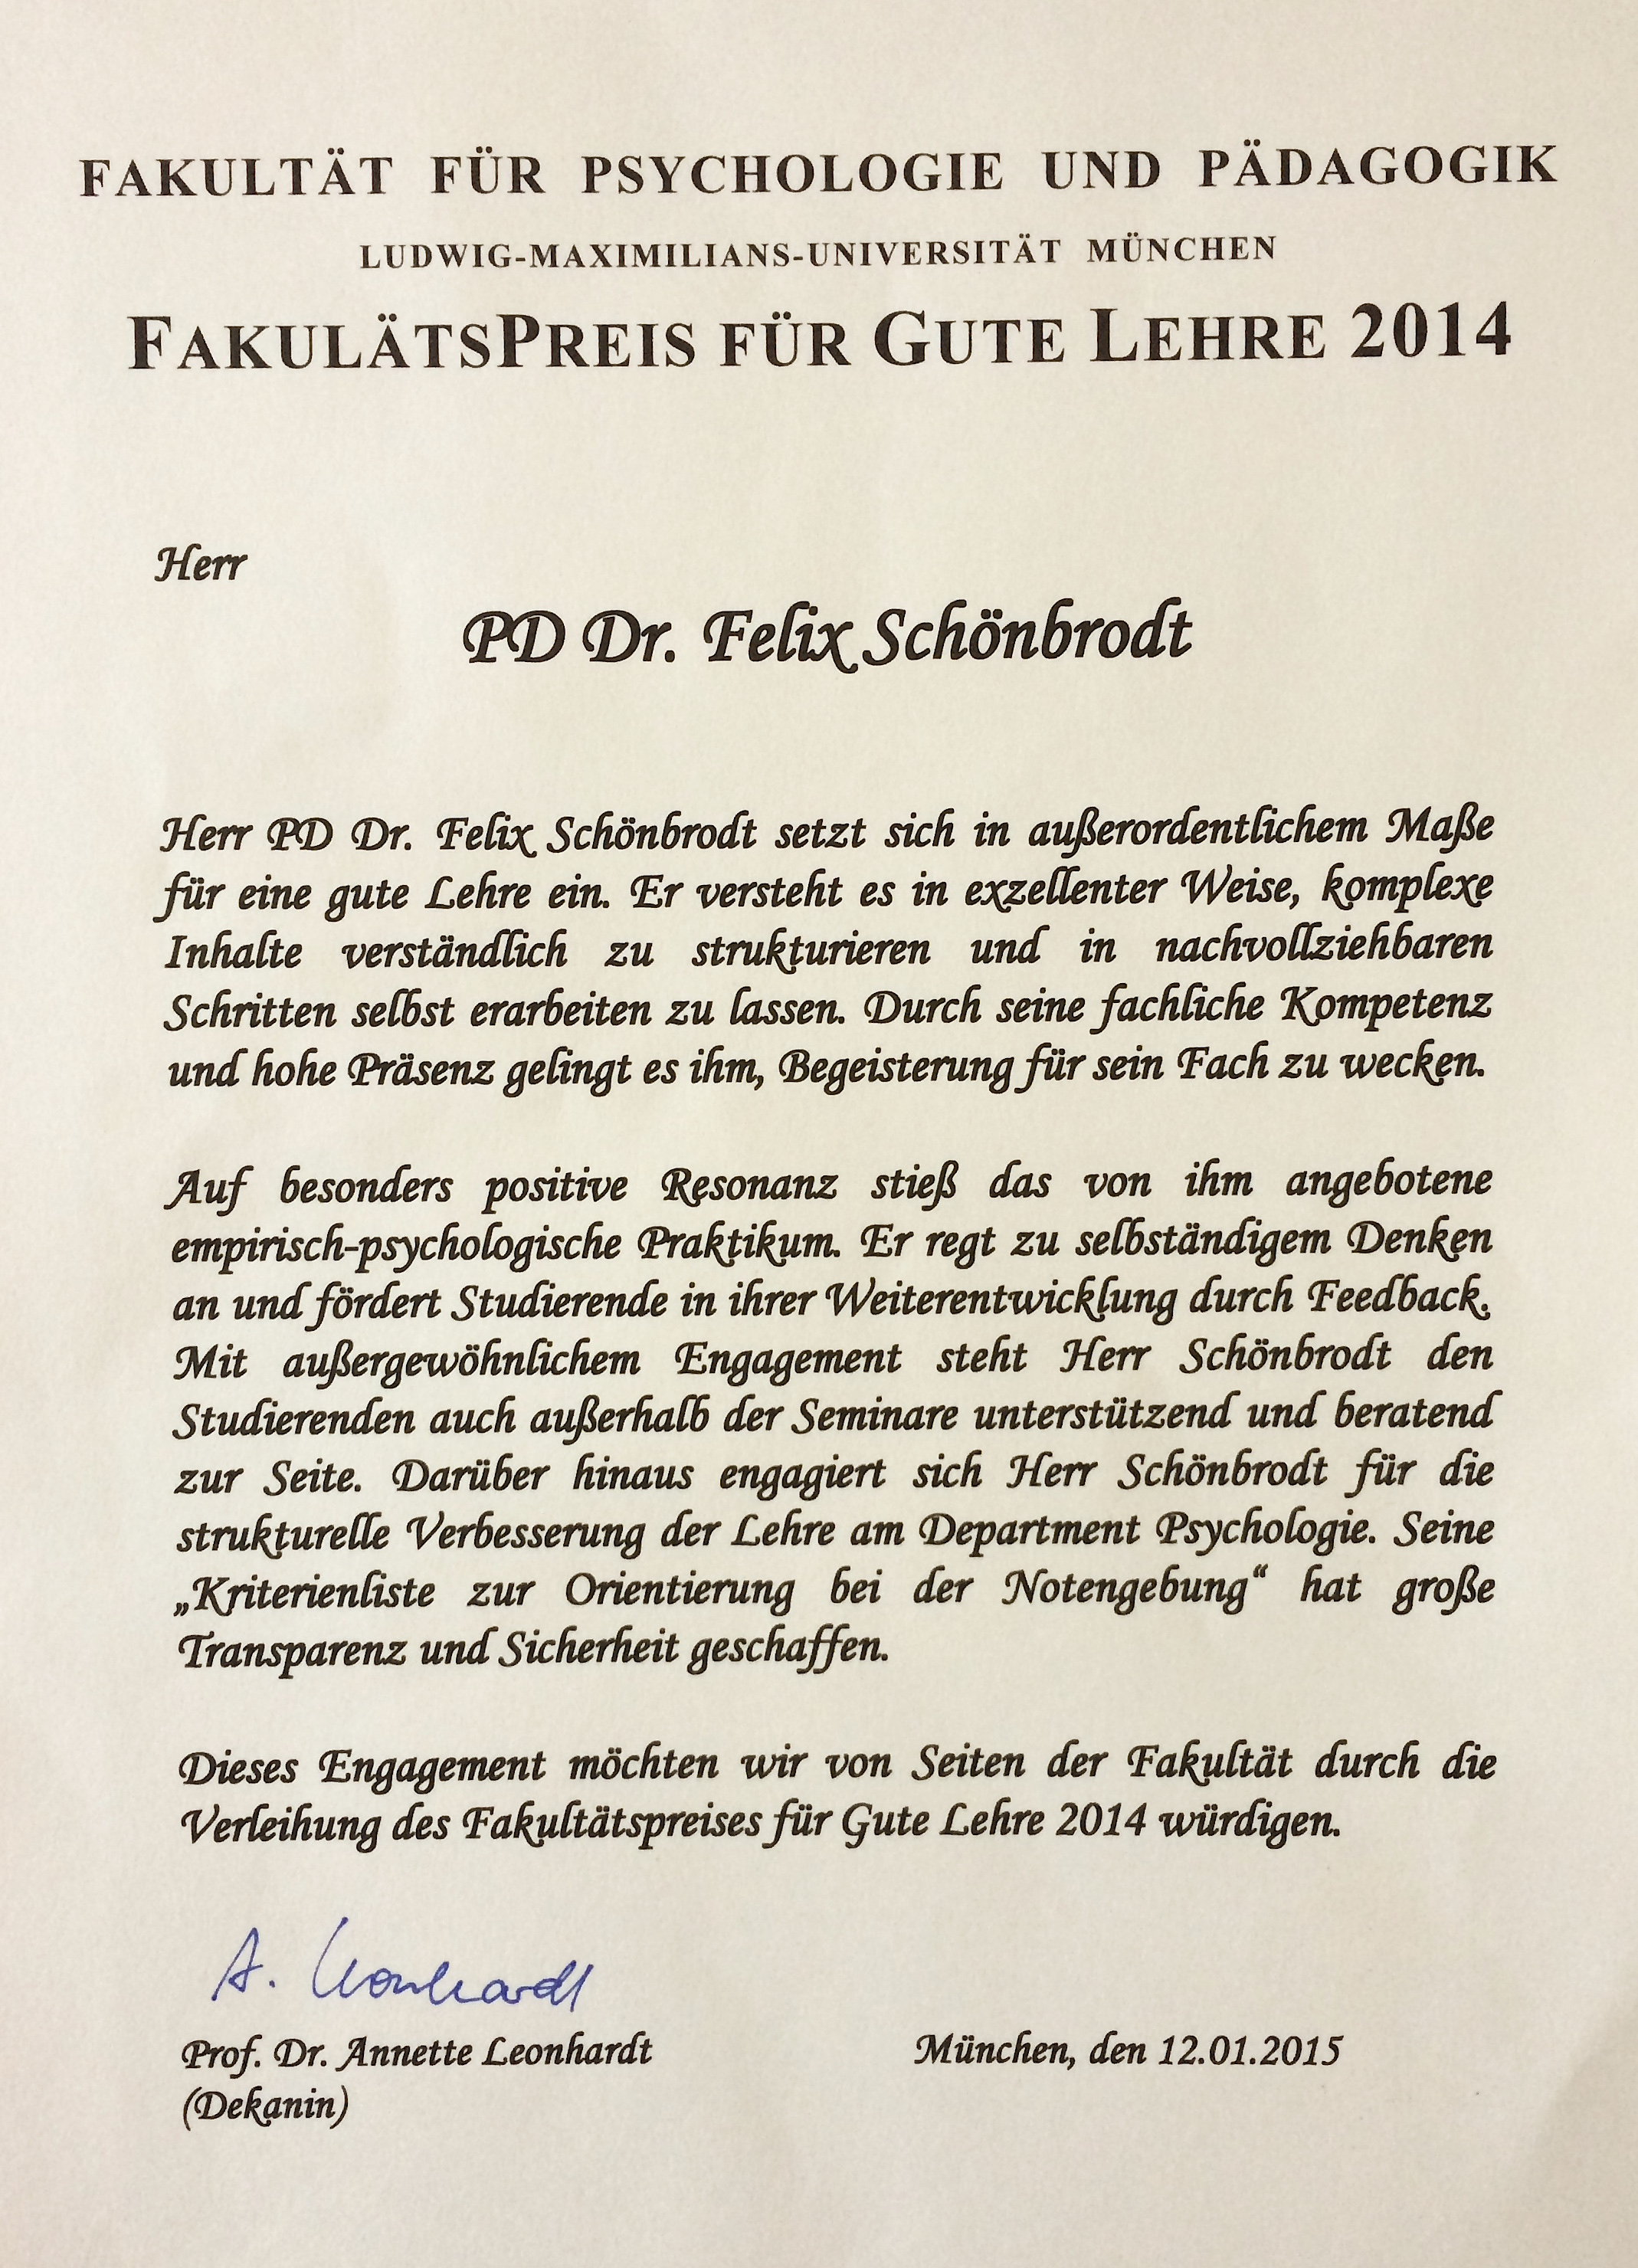 FAKULTÄT FÜR PSYCHOLOGIE UND PÄDAGOGIK
LUDWIG-MAXIMILIANS-UNIVERSITÄT MÜNCHEN
FAKULÄTSPREIS FÜR GUTE LEHRE 2014
Herr
PD Dr. Felix Schönbrodt
Herr PD Dr. Felix Schönbrodt setzt sich in außerordentlichem Maße
für eine gute Lehre ein. Er versteht es in exzellenter Weise, komplexe
Inhalte verständlich zu strukturieren und in nachvollziehbaren
Schritten selbst erarbeiten zu lassen. Durch seine fachliche Kompetenz
und hohe Präsenz gelingt es ihm, Begeisterung für sein Fach zu wecken.
Auf besonders positive Resonanz stieß das von ihm angebotene
empirisch-psychologische Praktikum. Er regt zu selbständigem Denken
an und fördert Studierende in ihrer Weiterentwicklung durch Feedback.
Mit außergewöhnlichem Engagement steht Herr Schönbrodt den
Studierenden auch außerhalb der Seminare unterstützend und beratend
zur Seite. Darüber hinaus engagiert sich Herr Schönbrodt für die
strukturelle Verbesserung der Lehre am Department Psychologie. Seine
„Kriterienliste zur Orientierung bei der Notengebung“ hat große
Transparenz und Sicherheit geschaffen.
Dieses Engagement möchten wir von Seiten der Fakultät durch die
Verleihung des Fakultätspreises für Gute Lehre 2014 würdigen.
A. Leonhardt
Prof. Dr. Annette Leonhardt München, den 12.01.2015
(Dekanin)